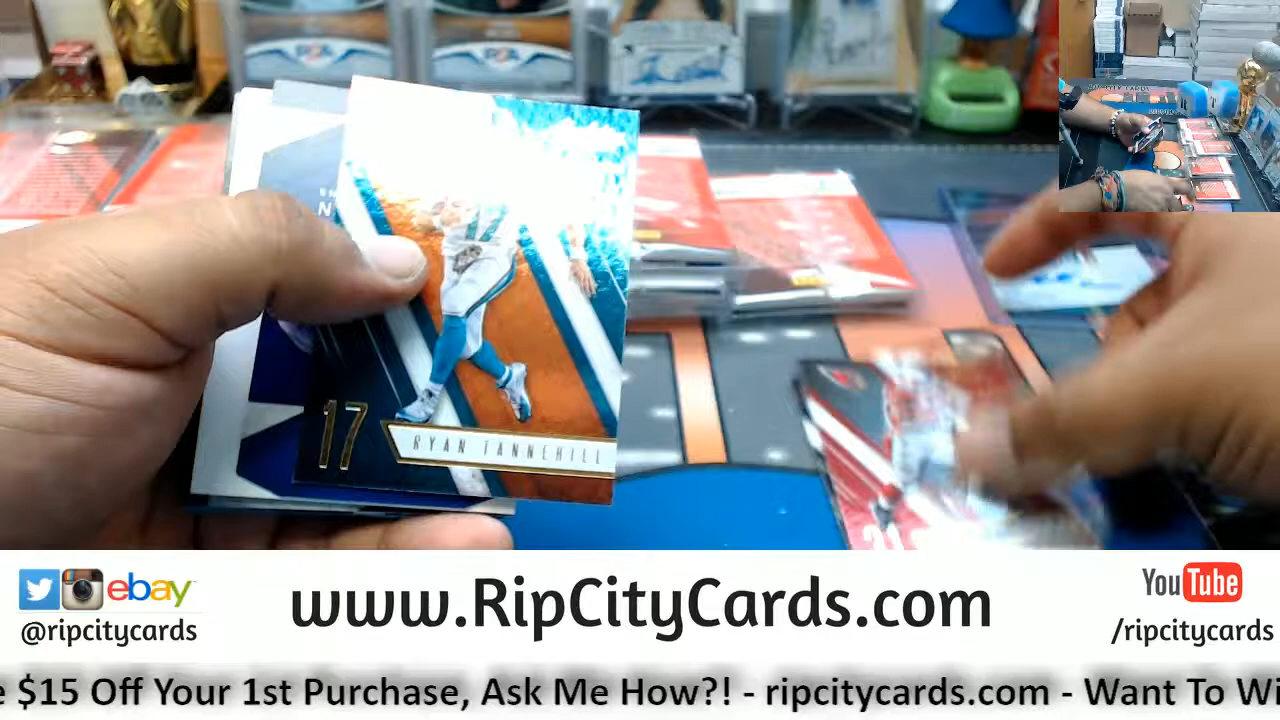 17
RYAN TANNEHILL
www.RipCityCards.com
ebay
@ripcitycards
YouTube
/ripcitycards
e $15 Off Your 1st Purchase, Ask Me How?! - ripcitycards.com - Want To Wi